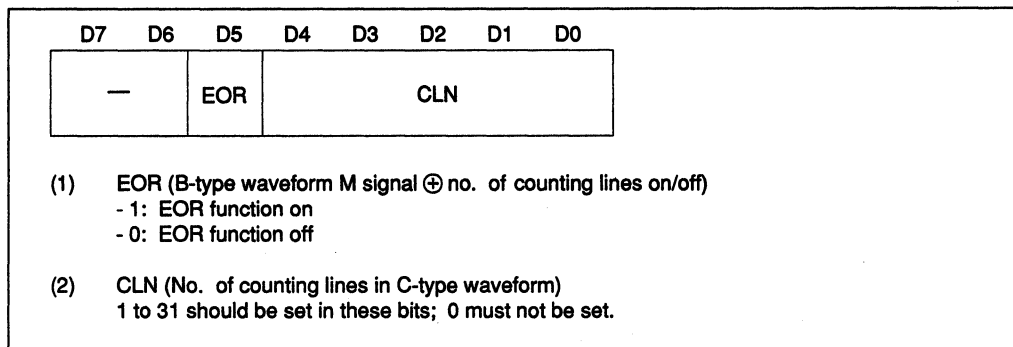 D7 D6 D5 D4 D3 D2 D1 D0
— EOR CLN
(1) EOR (B-type waveform M signal ⊕ no. of counting lines on/off)
- 1: EOR function on
- 0: EOR function off
(2) CLN (No. of counting lines in C-type waveform)
1 to 31 should be set in these bits; 0 must not be set.